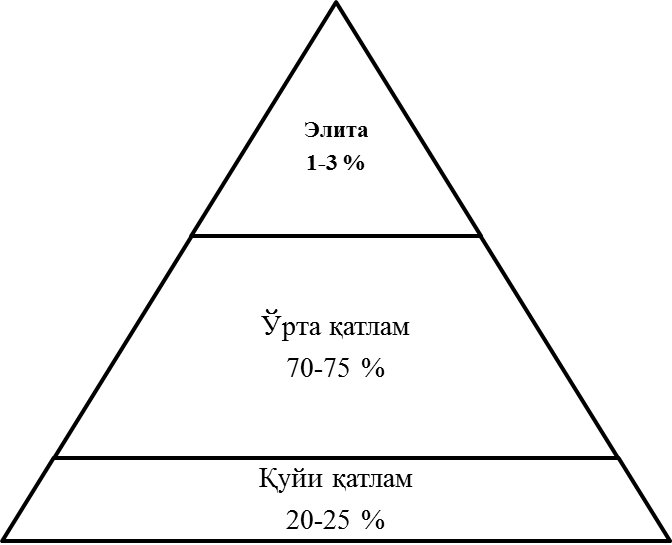 Элита
1-3 %
Ўрта қатлам
70-75 %
Қуйи қатлам
20-25 %